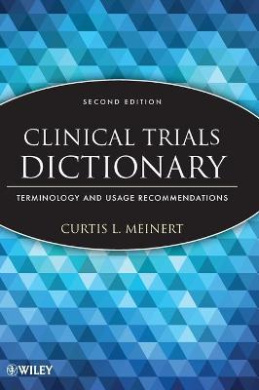 SECOND EDITION
CLINICAL TRIALS
DICTIONARY
TERMINOLOGY AND USAGE RECOMMENDATIONS
CURTIS L. MEINERT
WILEY